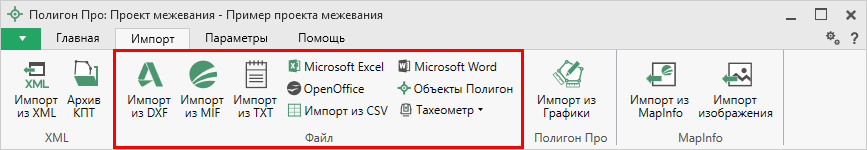 Полигон Про: Проект межевания - Пример проекта межевания
Главная Импорт Параметры Помощь
XML
Импорт из XML
Архив КПТ
XML
Импорт из DXF
Импорт из MIF
Импорт из TXT
Microsoft Excel
OpenOffice
Импорт из CSV
Microsoft Word
Объекты Полигон
Тахеометр
Файл
Импорт из Графики
Полигон Про
Импорт из MapInfo
Импорт изображения
MapInfo